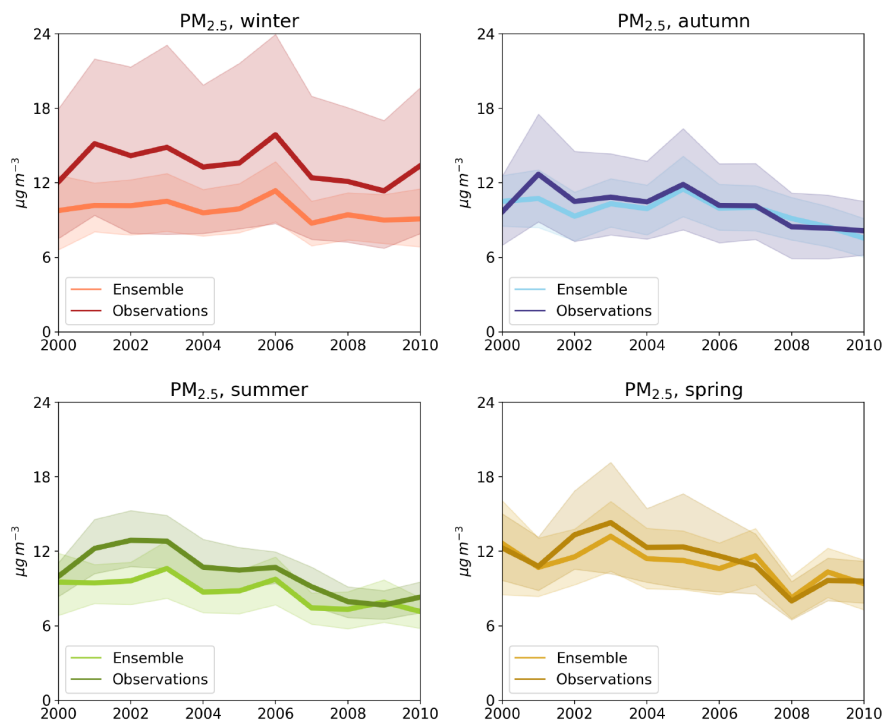 PM2.5, winter
24
18
12
6
0
μg m−3
Ensemble
Observations
2000 2002 2004 2006 2008 2010
PM2.5, autumn
24
18
12
6
0
μg m−3
Ensemble
Observations
2000 2002 2004 2006 2008 2010
PM2.5, summer
24
18
12
6
0
μg m−3
Ensemble
Observations
2000 2002 2004 2006 2008 2010
PM2.5, spring
24
18
12
6
0
μg m−3
Ensemble
Observations
2000 2002 2004 2006 2008 2010